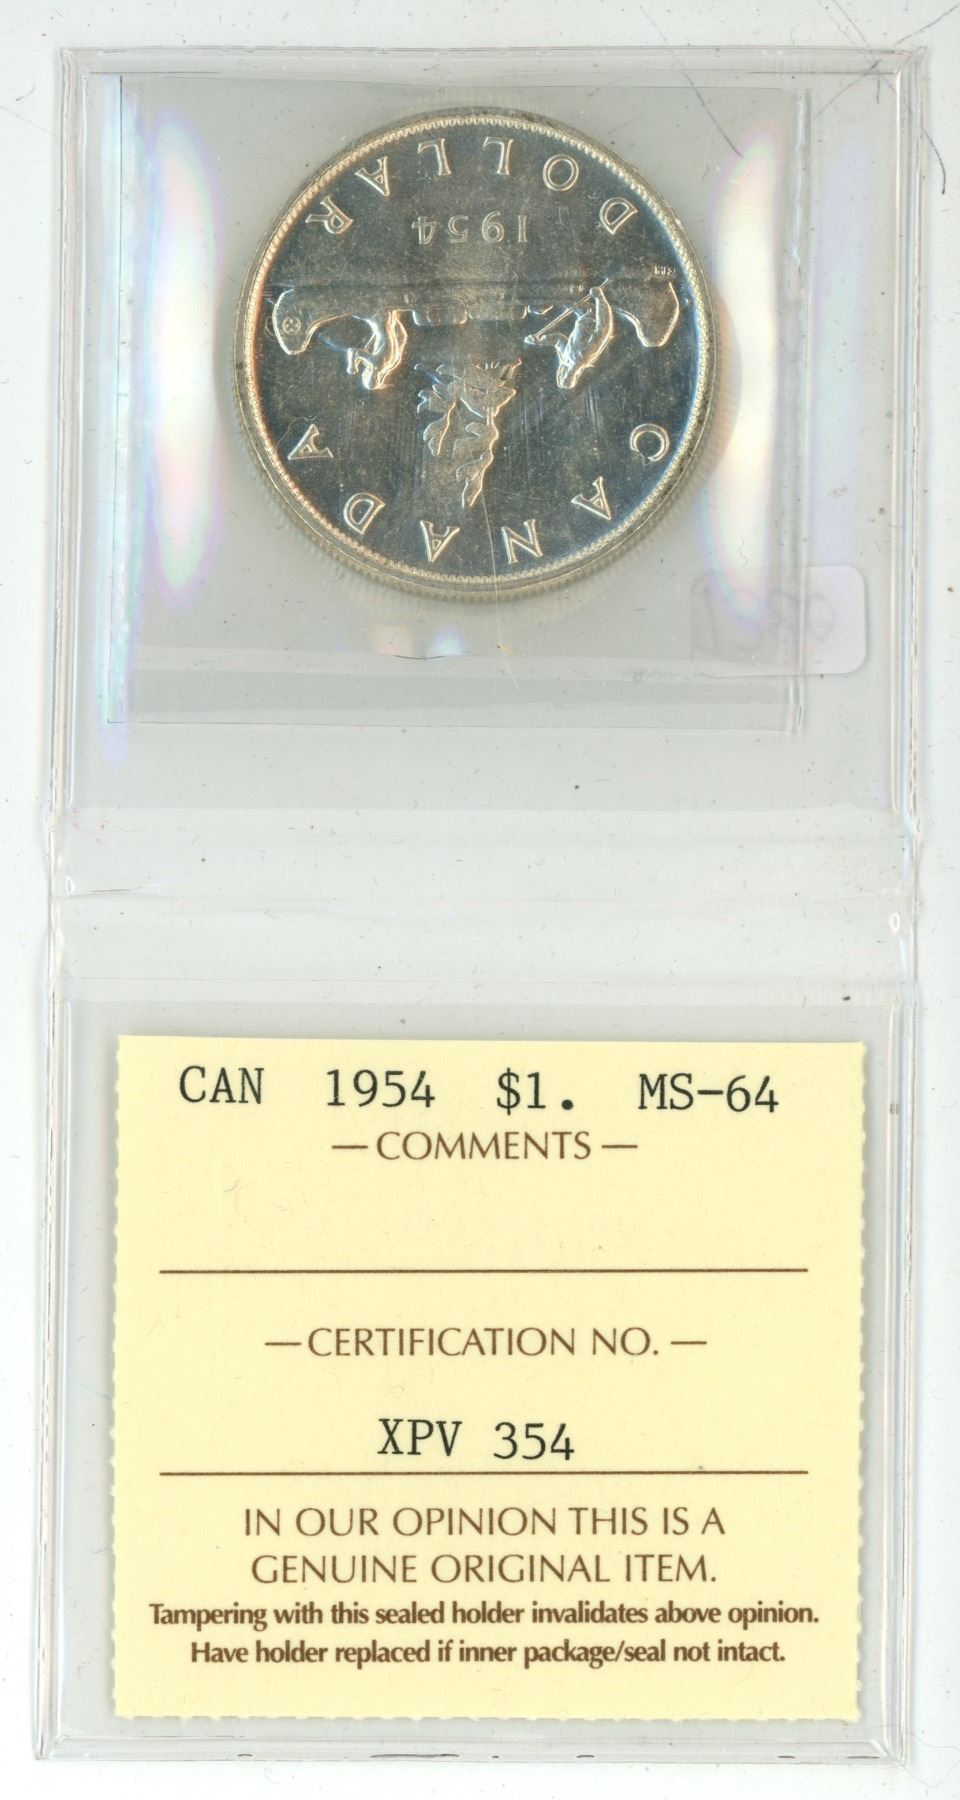 CANADA
1954
DOLLAR
CAN 1954 $1. MS-64
— COMMENTS —
— CERTIFICATION NO. —
XPV 354
IN OUR OPINION THIS IS A
GENUINE ORIGINAL ITEM.
Tampering with this sealed holder invalidates above opinion.
Have holder replaced if inner package/seal not intact.